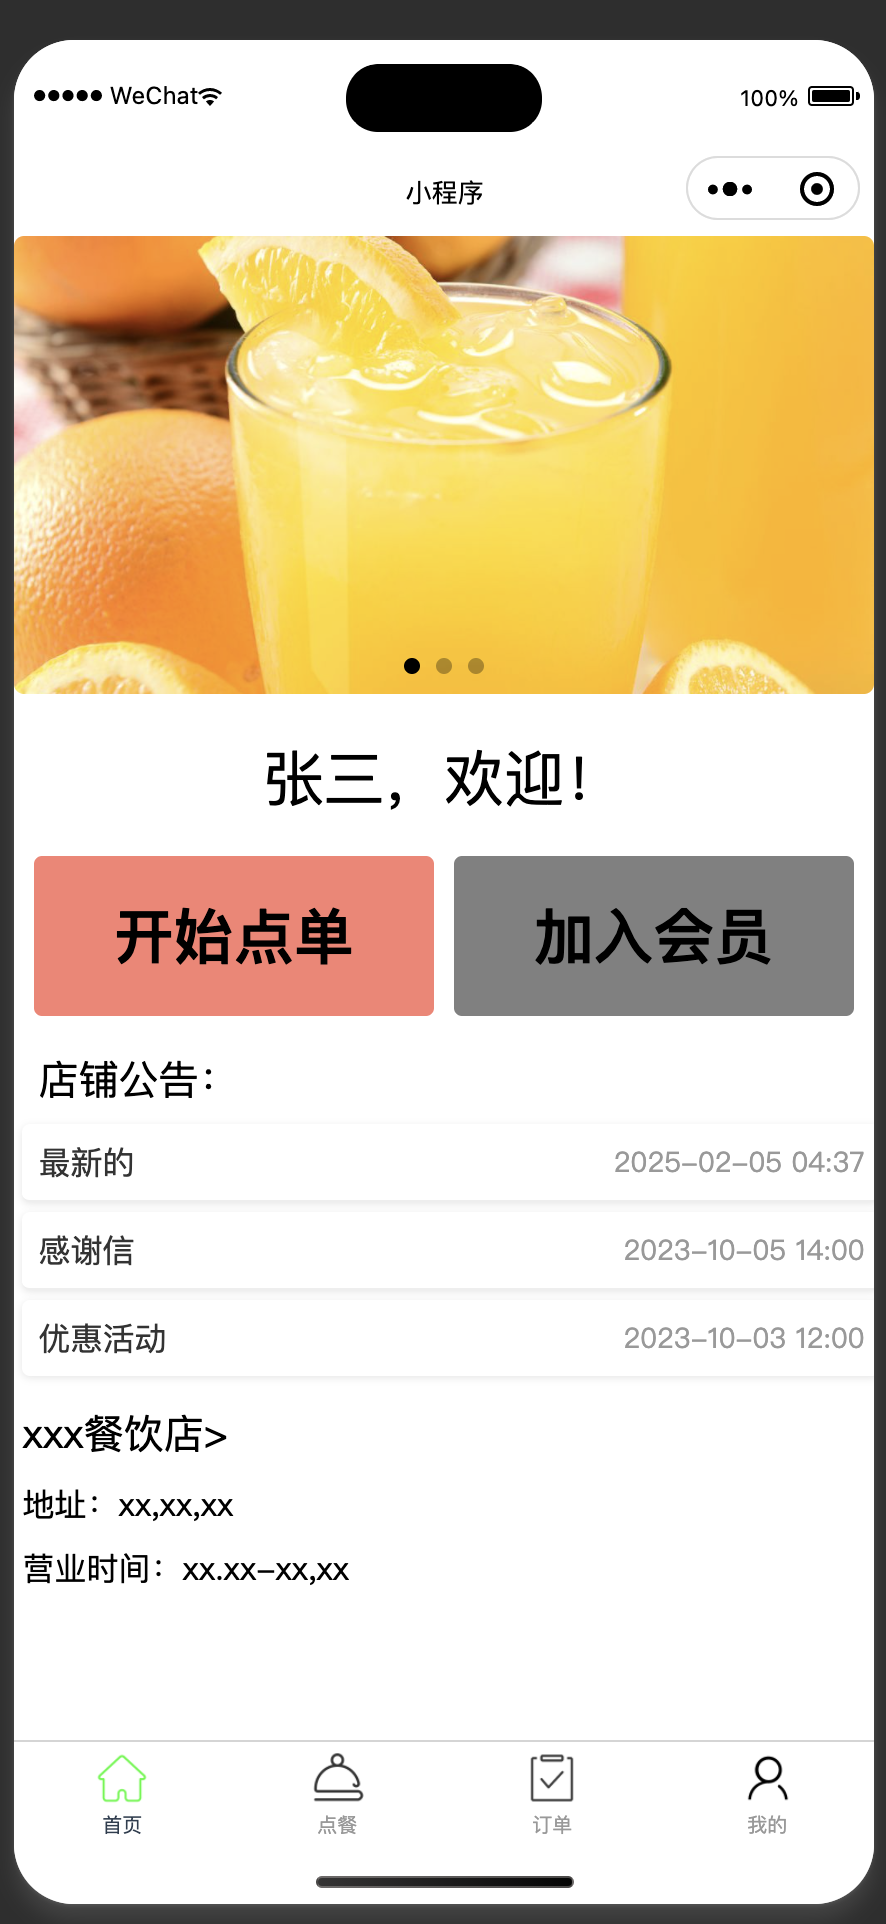 WeChat
100%
小程序
张三，欢迎！
开始点单
加入会员
店铺公告：
最新的 2025-02-05 04:37
感谢信 2023-10-05 14:00
优惠活动 2023-10-03 12:00
xxx餐饮店>
地址：xx,xx,xx
营业时间：xx.xx-xx,xx
首页
点餐
订单
我的